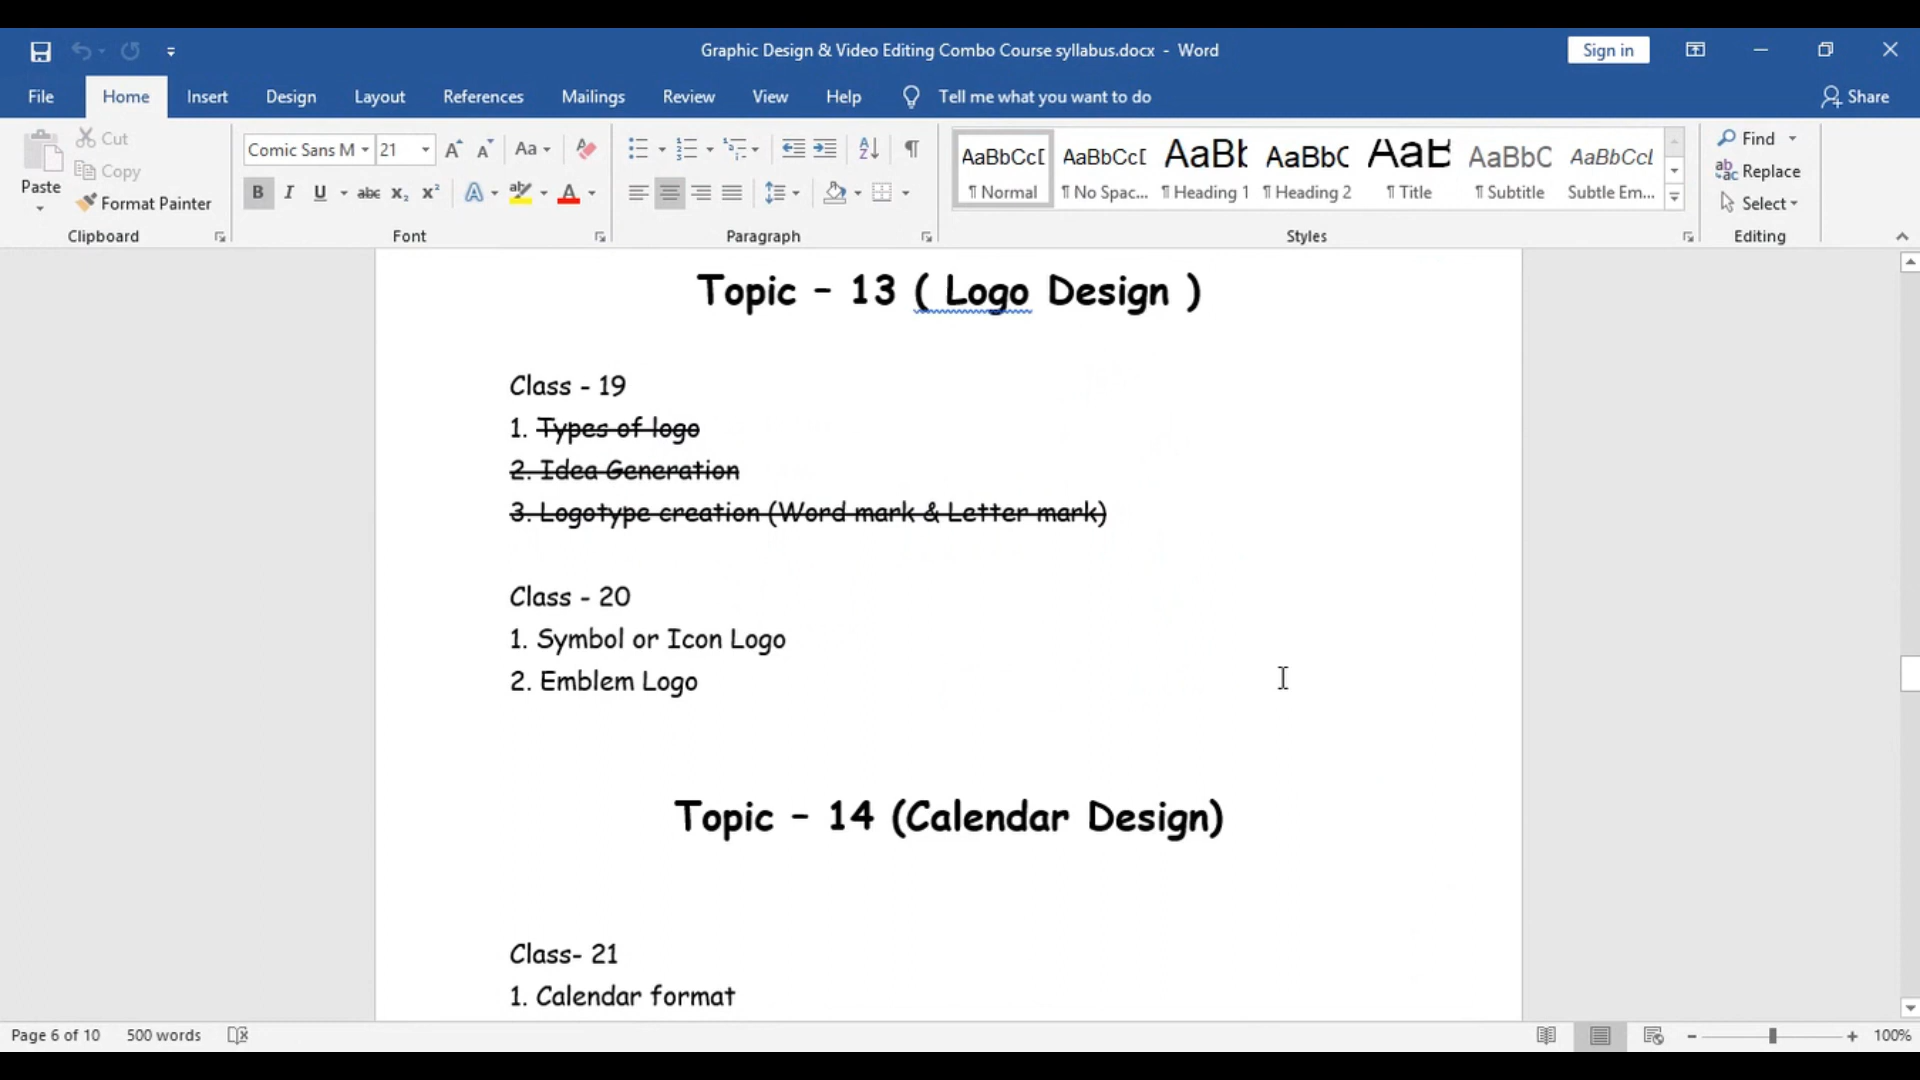 Graphic Design & Video Editing Combo Course syllabus.docx - Word
Sign in
File Home Insert Design Layout References Mailings Review View Help Tell me what you want to do Share
Paste
Cut
Copy
Format Painter
Clipboard
Comic Sans M 21
Font
Paragraph
AaBbCcD AaBbCcD AaBb AaBbC AaB AaBbC AaBbCcL
¶ Normal ¶ No Spac... ¶ Heading 1 ¶ Heading 2 ¶ Title ¶ Subtitle Subtle Em...
Styles
Find
Replace
Select
Editing
Topic - 13 ( Logo Design )
Class - 19
1. Types of logo
2. Idea Generation
3. Logotype creation (Word mark & Letter mark)
Class - 20
1. Symbol or Icon Logo
2. Emblem Logo
Topic - 14 (Calendar Design)
Class- 21
1. Calendar format
Page 6 of 10 500 words 100%